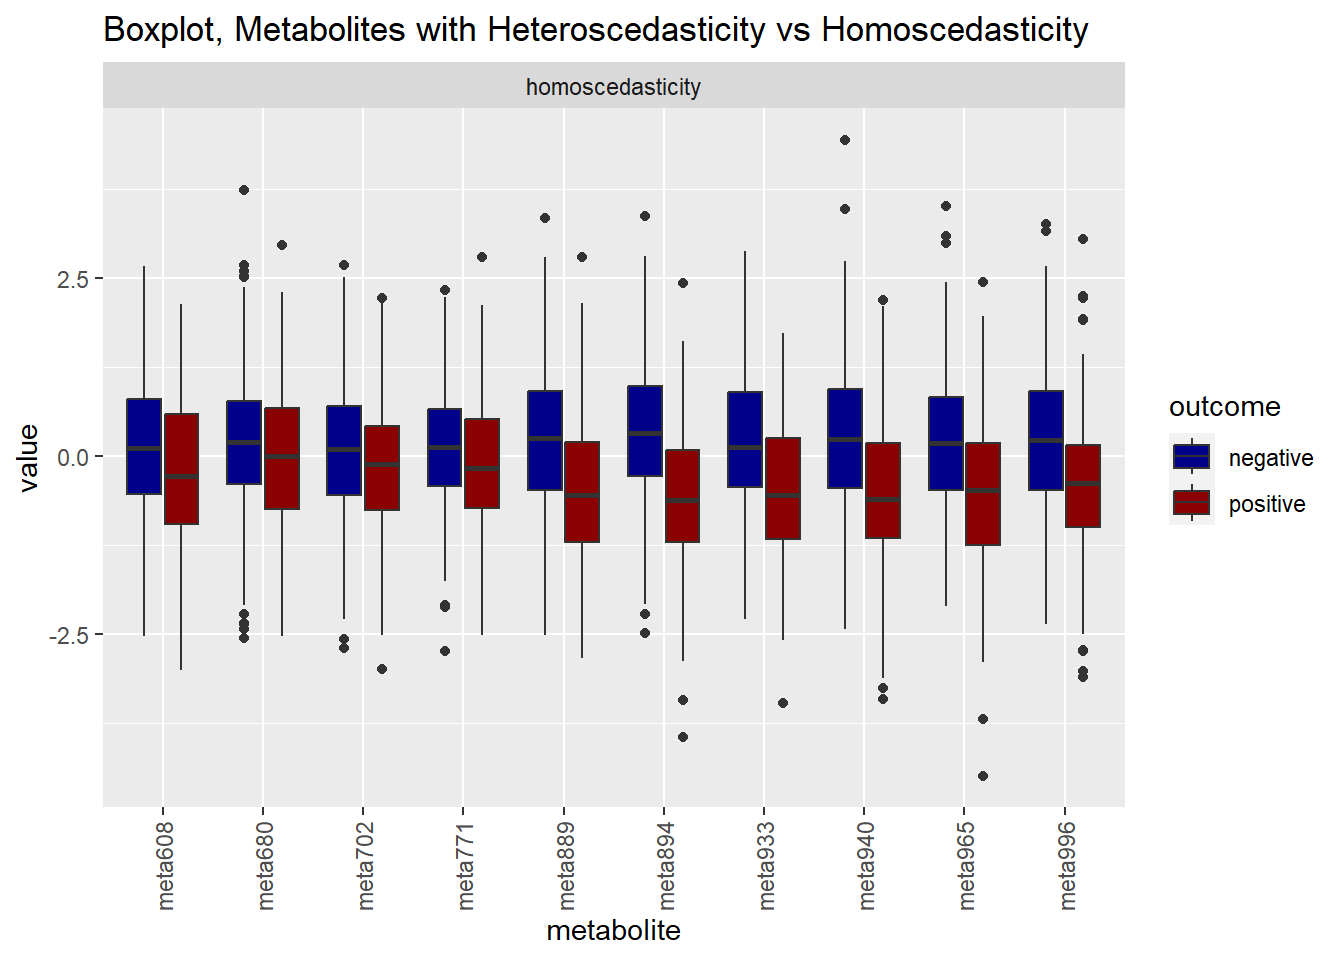 Boxplot, Metabolites with Heteroscedasticity vs Homoscedasticity
homoscedasticity
value
2.5
0.0
-2.5
meta608
meta680
meta702
meta771
meta889
meta894
meta933
meta940
meta965
meta996
metabolite
outcome
negative
positive